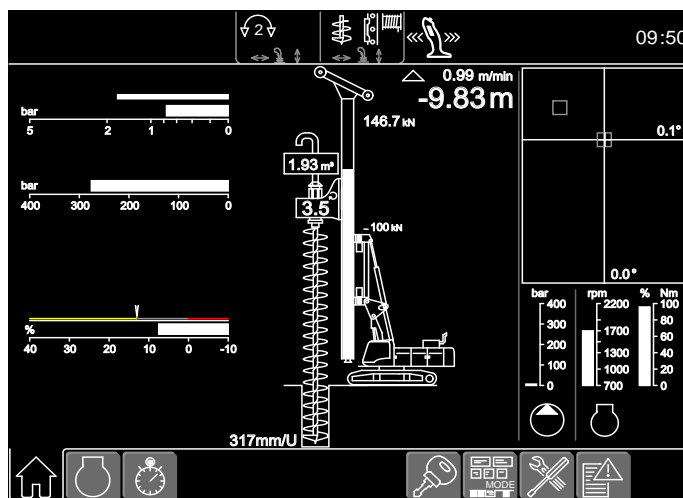 2
09:50
0.99 m/min
-9.83 m
146.7 kN
bar
5 2 1 0
0.1°
1.93 m³
bar
400 300 200 100 0
3.5
100 kN
0.0°
%
40 30 20 10 0 -10
bar rpm % Nm
400 2200 100
300 1700 80
200 1300 60
100 1000 40
0 700 20
0
317mm/U
MODE